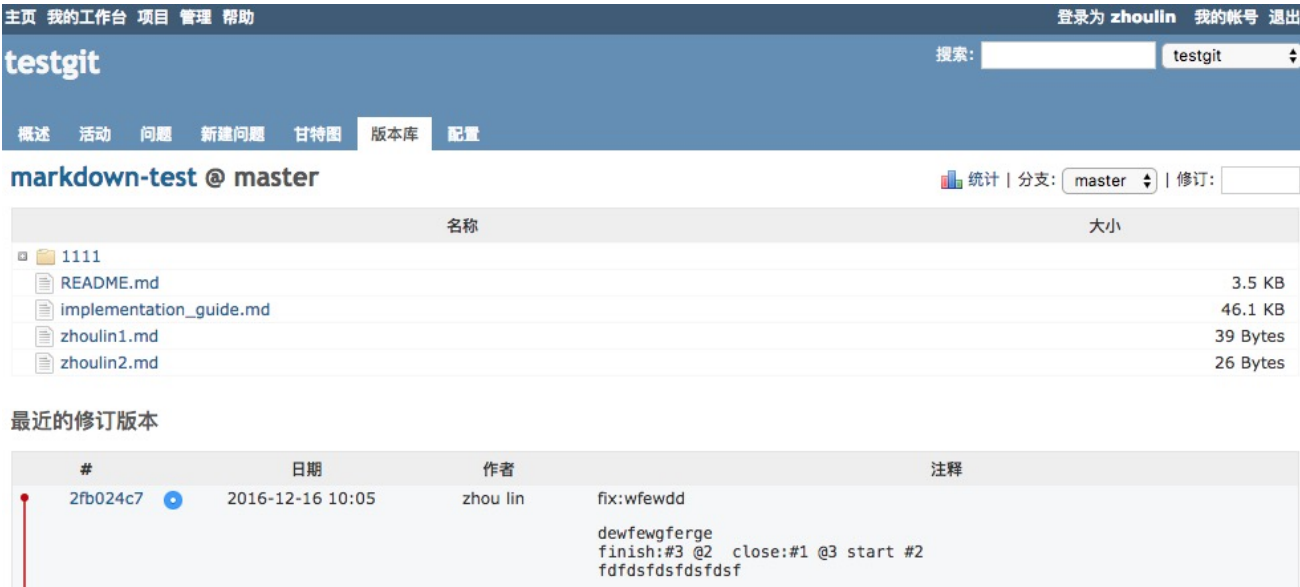 主页 我的工作台 项目 管理 帮助 登录为 zhoulin 我的帐号 退出
testgit 搜索: testgit
概述 活动 问题 新建问题 甘特图 版本库 配置
markdown-test @ master 统计 | 分支: master | 修订:
名称 大小
1111
README.md 3.5 KB
implementation_guide.md 46.1 KB
zhoulin1.md 39 Bytes
zhoulin2.md 26 Bytes
最近的修订版本
# 日期 作者 注释
2fb024c7 2016-12-16 10:05 zhou lin fix:wfewdd
dewfewgferge
finish:#3 @2 close:#1 @3 start #2
fdfdsfdsfdsfdsf